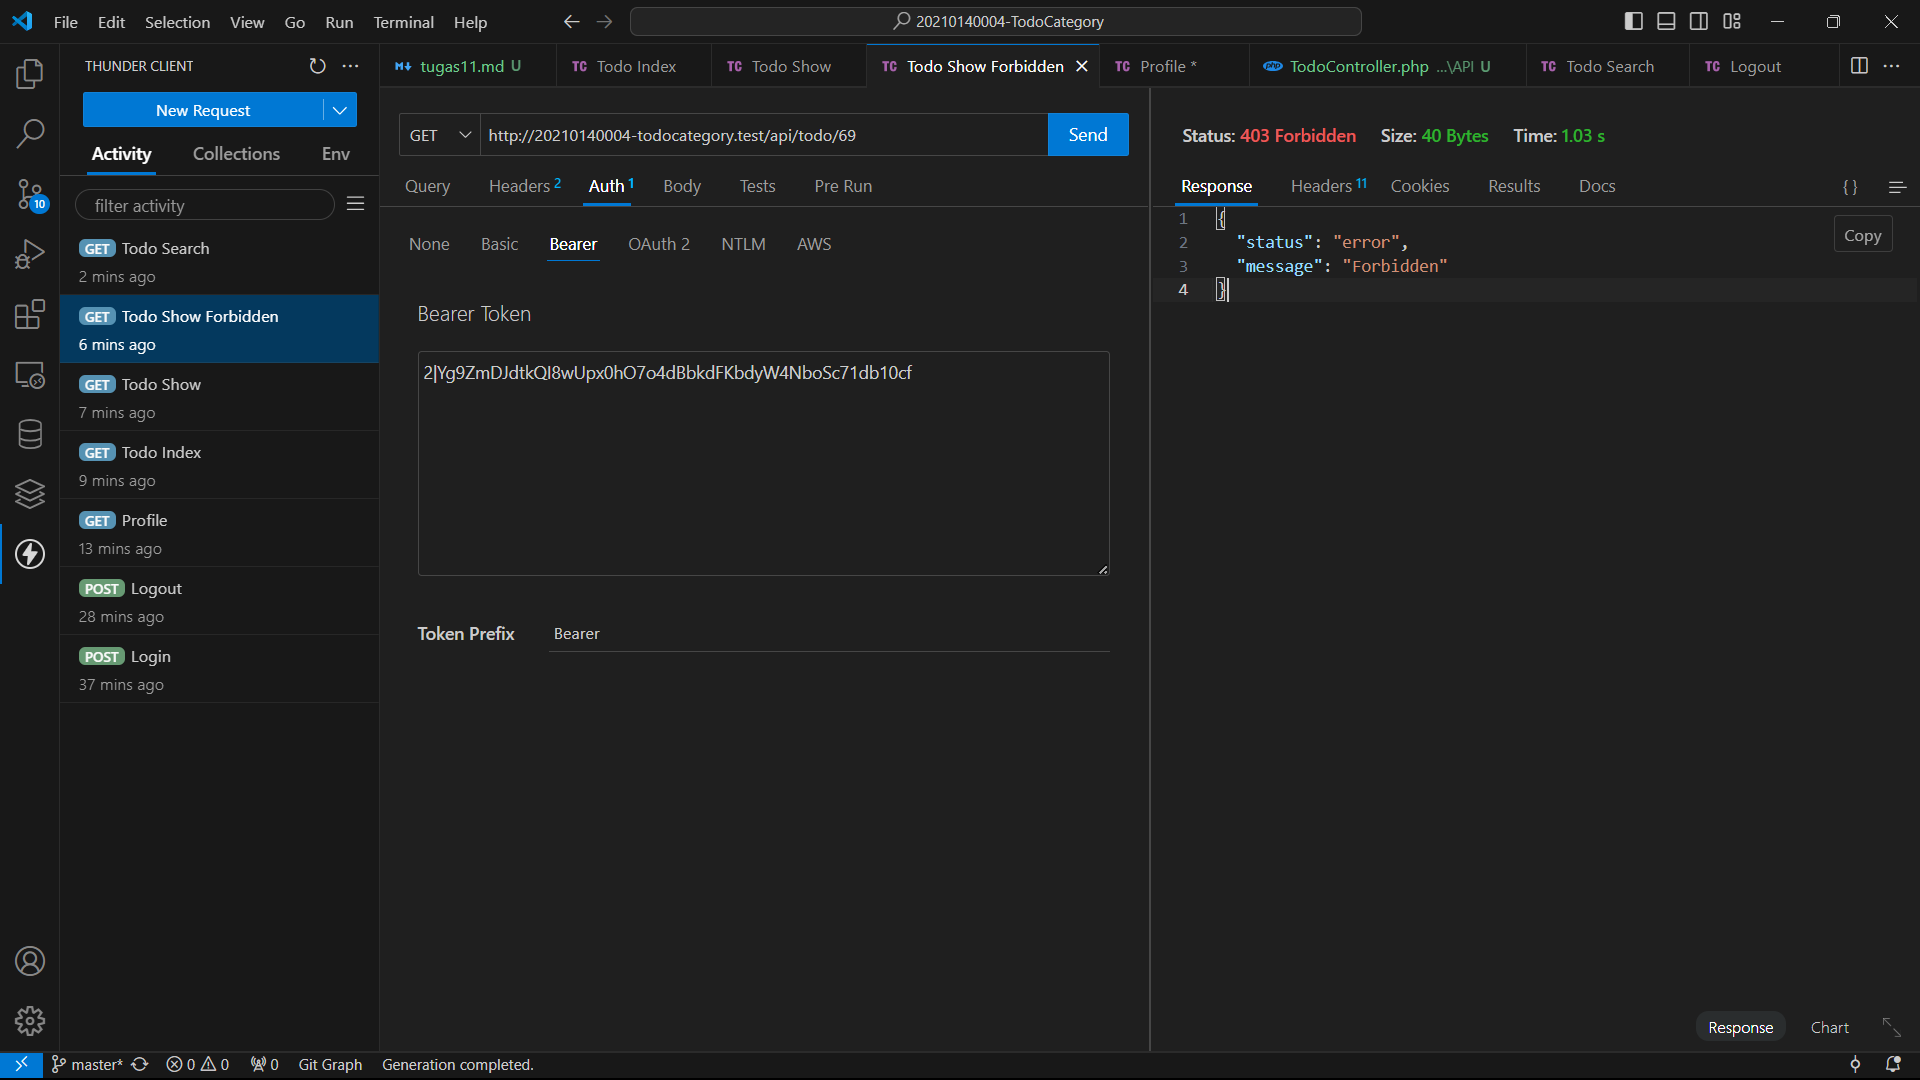 File Edit Selection View Go Run Terminal Help
20210140004-TodoCategory
THUNDER CLIENT
New Request
Activity Collections Env
filter activity
GET Todo Search
2 mins ago
GET Todo Show Forbidden
6 mins ago
GET Todo Show
7 mins ago
GET Todo Index
9 mins ago
GET Profile
13 mins ago
POST Logout
28 mins ago
POST Login
37 mins ago
10
tugas11.md U
TC Todo Index
TC Todo Show
TC Todo Show Forbidden
TC Profile *
php TodoController.php ...\API U
TC Todo Search
TC Logout
GET http://20210140004-todocategory.test/api/todo/69 Send
Query Headers 2 Auth 1 Body Tests Pre Run
None Basic Bearer OAuth 2 NTLM AWS
Bearer Token
2|Yg9ZmDJdtkQI8wUpx0hO7o4dBbkdFKbdyW4NboSc71db10cf
Token Prefix Bearer
Status: 403 Forbidden Size: 40 Bytes Time: 1.03 s
Response Headers 11 Cookies Results Docs
{ }
1 {
2 "status": "error",
3 "message": "Forbidden"
4 }
Copy
Response Chart
master* 0 0 0 Git Graph Generation completed.